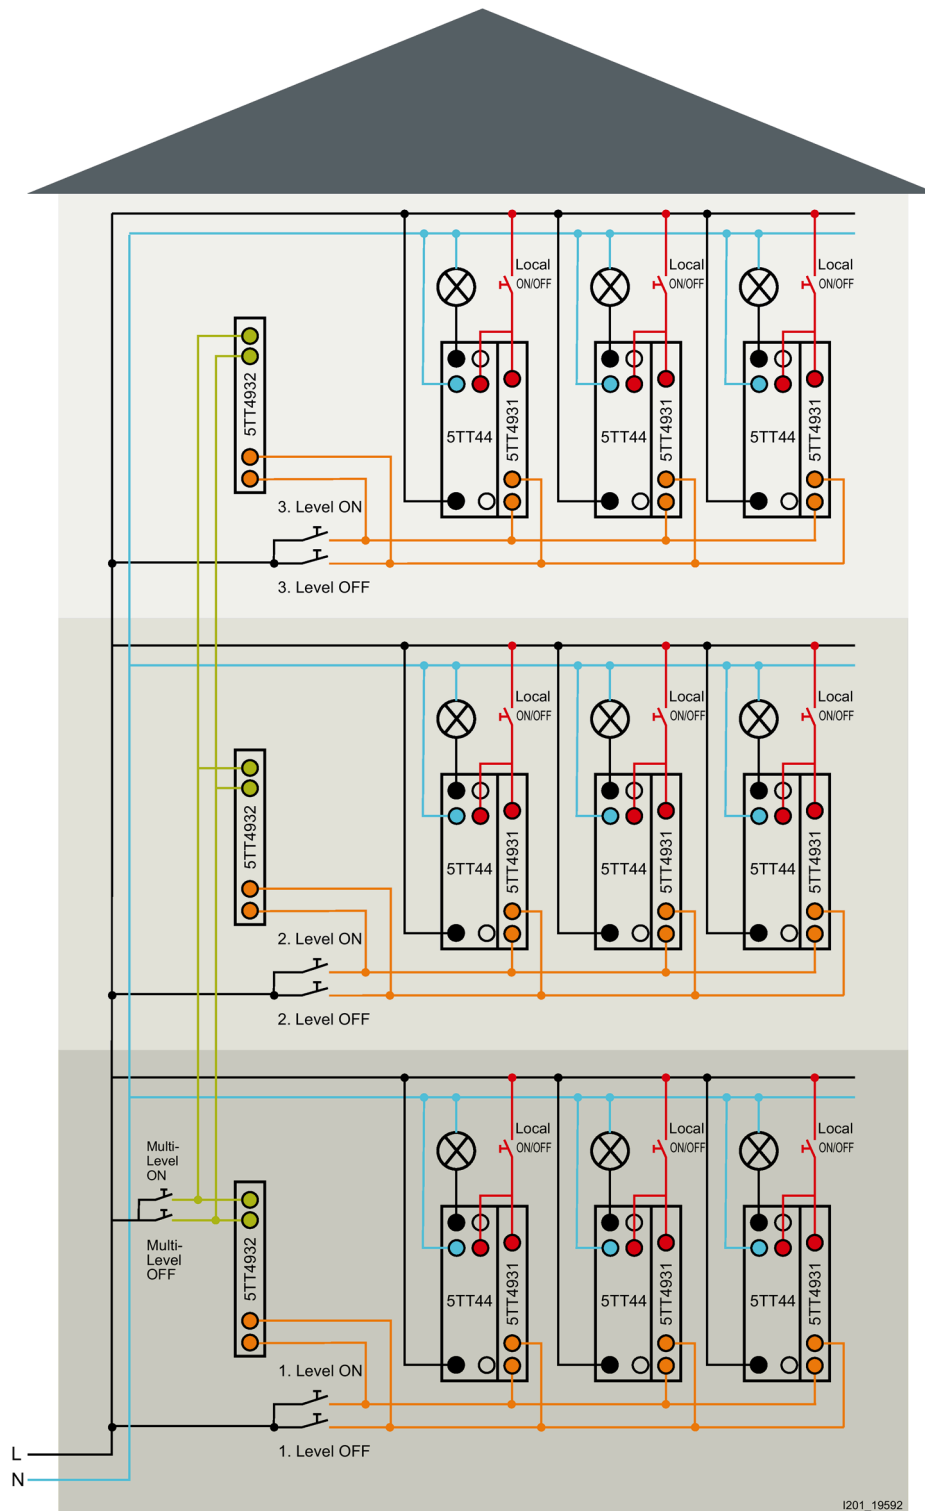 Local
ON/OFF
Local
ON/OFF
Local
ON/OFF
5TT4932
5TT44
5TT4931
5TT44
5TT4931
5TT44
5TT4931
3. Level ON
3. Level OFF
Local
ON/OFF
Local
ON/OFF
Local
ON/OFF
5TT4932
5TT44
5TT4931
5TT44
5TT4931
5TT44
5TT4931
2. Level ON
2. Level OFF
Local
ON/OFF
Local
ON/OFF
Local
ON/OFF
Multi-
Level
ON
Multi-
Level
OFF
5TT4932
5TT44
5TT4931
5TT44
5TT4931
5TT44
5TT4931
1. Level ON
1. Level OFF
L
N
I201_19592